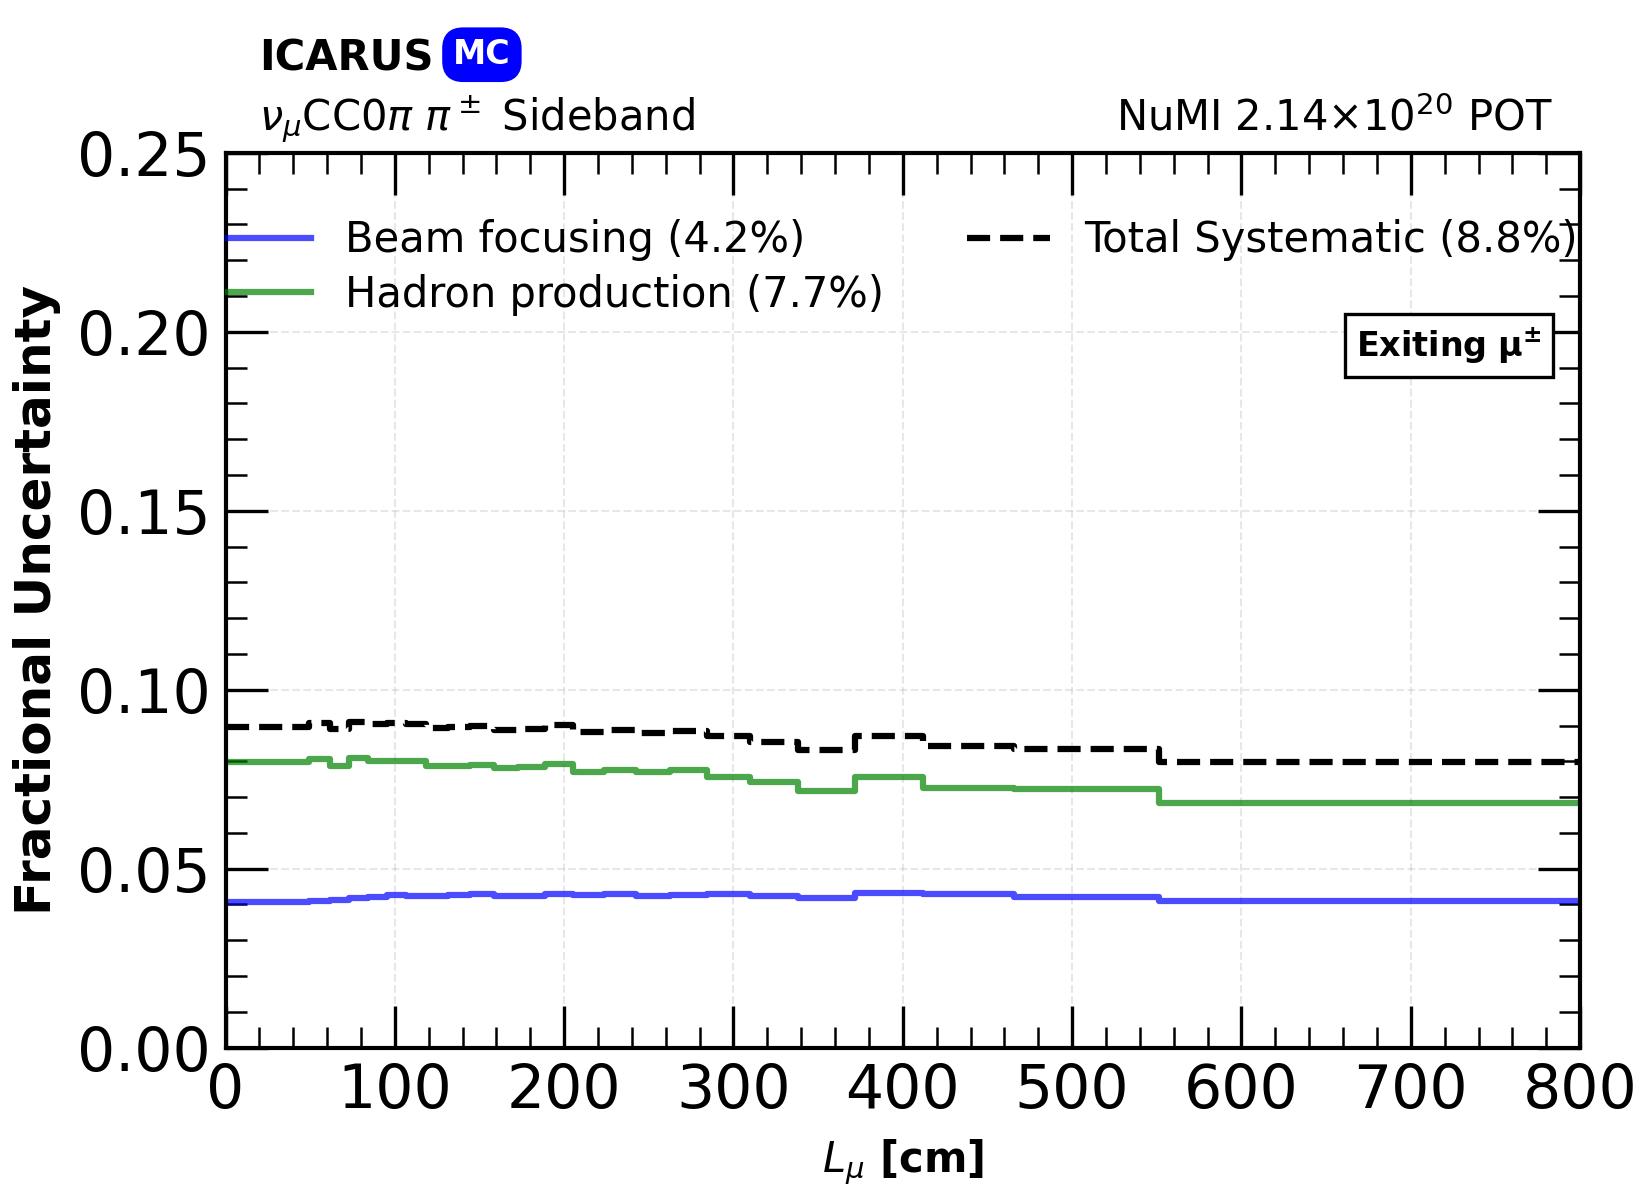 ICARUS MC
νμCC0π π± Sideband
NuMI 2.14×10²⁰ POT
Beam focusing (4.2%)
Hadron production (7.7%)
Total Systematic (8.8%)
Exiting μ±
Fractional Uncertainty
0.25
0.20
0.15
0.10
0.05
0.00
0 100 200 300 400 500 600 700 800
Lμ [cm]